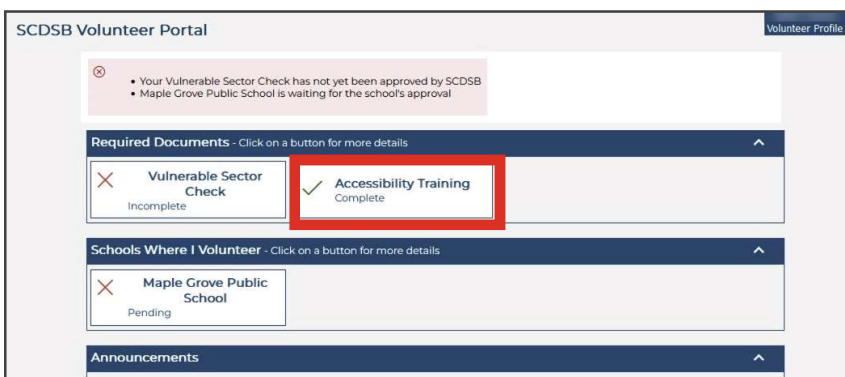 SCDSB Volunteer Portal
Volunteer Profile
• Your Vulnerable Sector Check has not yet been approved by SCDSB
• Maple Grove Public School is waiting for the school's approval
Required Documents - Click on a button for more details
Vulnerable Sector
Check
Incomplete
Accessibility Training
Complete
Schools Where I Volunteer - Click on a button for more details
Maple Grove Public
School
Pending
Announcements